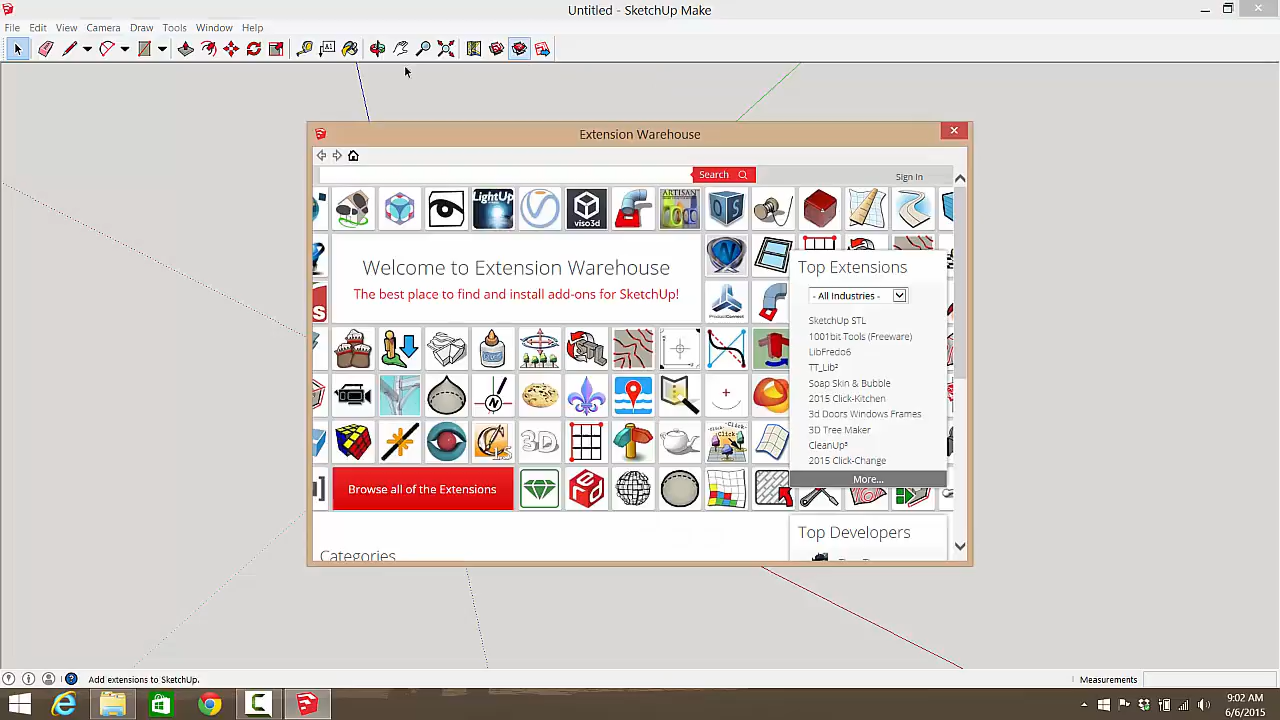 Untitled - SketchUp Make
File Edit View Camera Draw Tools Window Help
Extension Warehouse
Search
Sign In
LightUp
viso3d
ARTISAN
OS
Welcome to Extension Warehouse
The best place to find and install add-ons for SketchUp!
N
ProductConnect
Top Extensions
- All Industries -
SketchUp STL
1001bit Tools (Freeware)
LibFredo6
TT_Lib²
Soap Skin & Bubble
2015 Click-Kitchen
3d Doors Windows Frames
3D Tree Maker
CleanUp³
2015 Click-Change
More...
N
3D
Click
Browse all of the Extensions
Top Developers
Categories
Add extensions to SketchUp.
Measurements
9:02 AM
6/6/2015